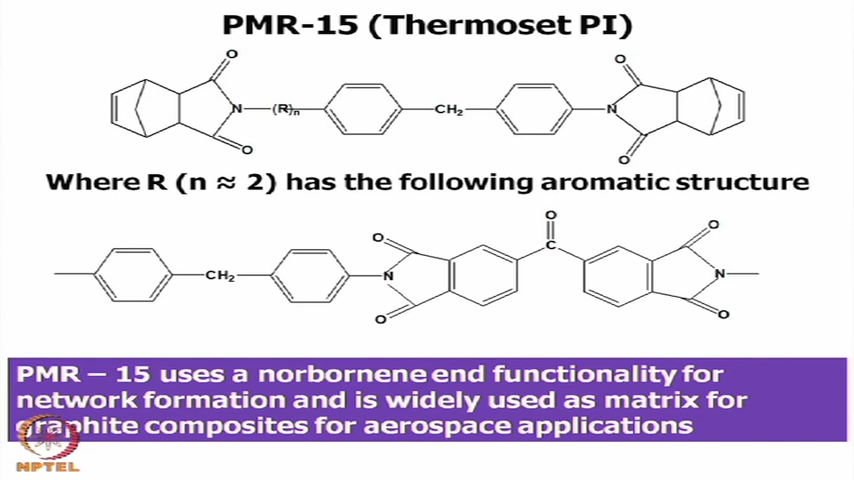 PMR-15 (Thermoset PI)
O O
N (R)n CH2 N
O O
Where R (n ≈ 2) has the following aromatic structure
O O O
CH2 N N
O O
PMR – 15 uses a norbornene end functionality for
network formation and is widely used as matrix for
graphite composites for aerospace applications
NPTEL